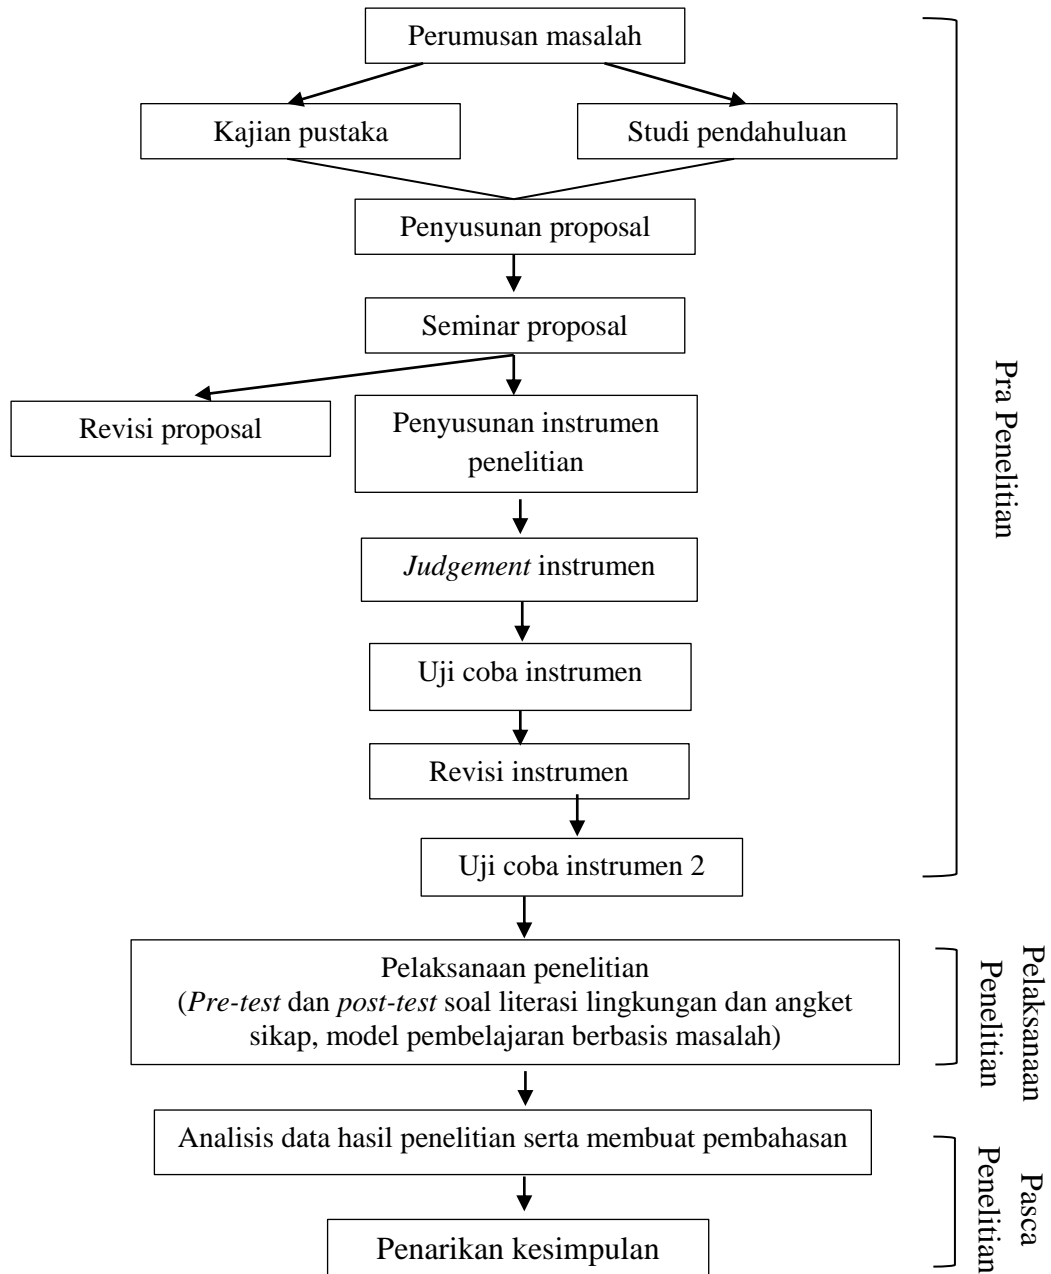 Perumusan masalah
Kajian pustaka
Studi pendahuluan
Penyusunan proposal
Seminar proposal
Revisi proposal
Penyusunan instrumen
penelitian
Judgement instrumen
Uji coba instrumen
Revisi instrumen
Uji coba instrumen 2
Pra Penelitian
Pelaksanaan penelitian
(Pre-test dan post-test soal literasi lingkungan dan angket
sikap, model pembelajaran berbasis masalah)
Pelaksanaan
Penelitian
Analisis data hasil penelitian serta membuat pembahasan
Penarikan kesimpulan
Pasca
Penelitian